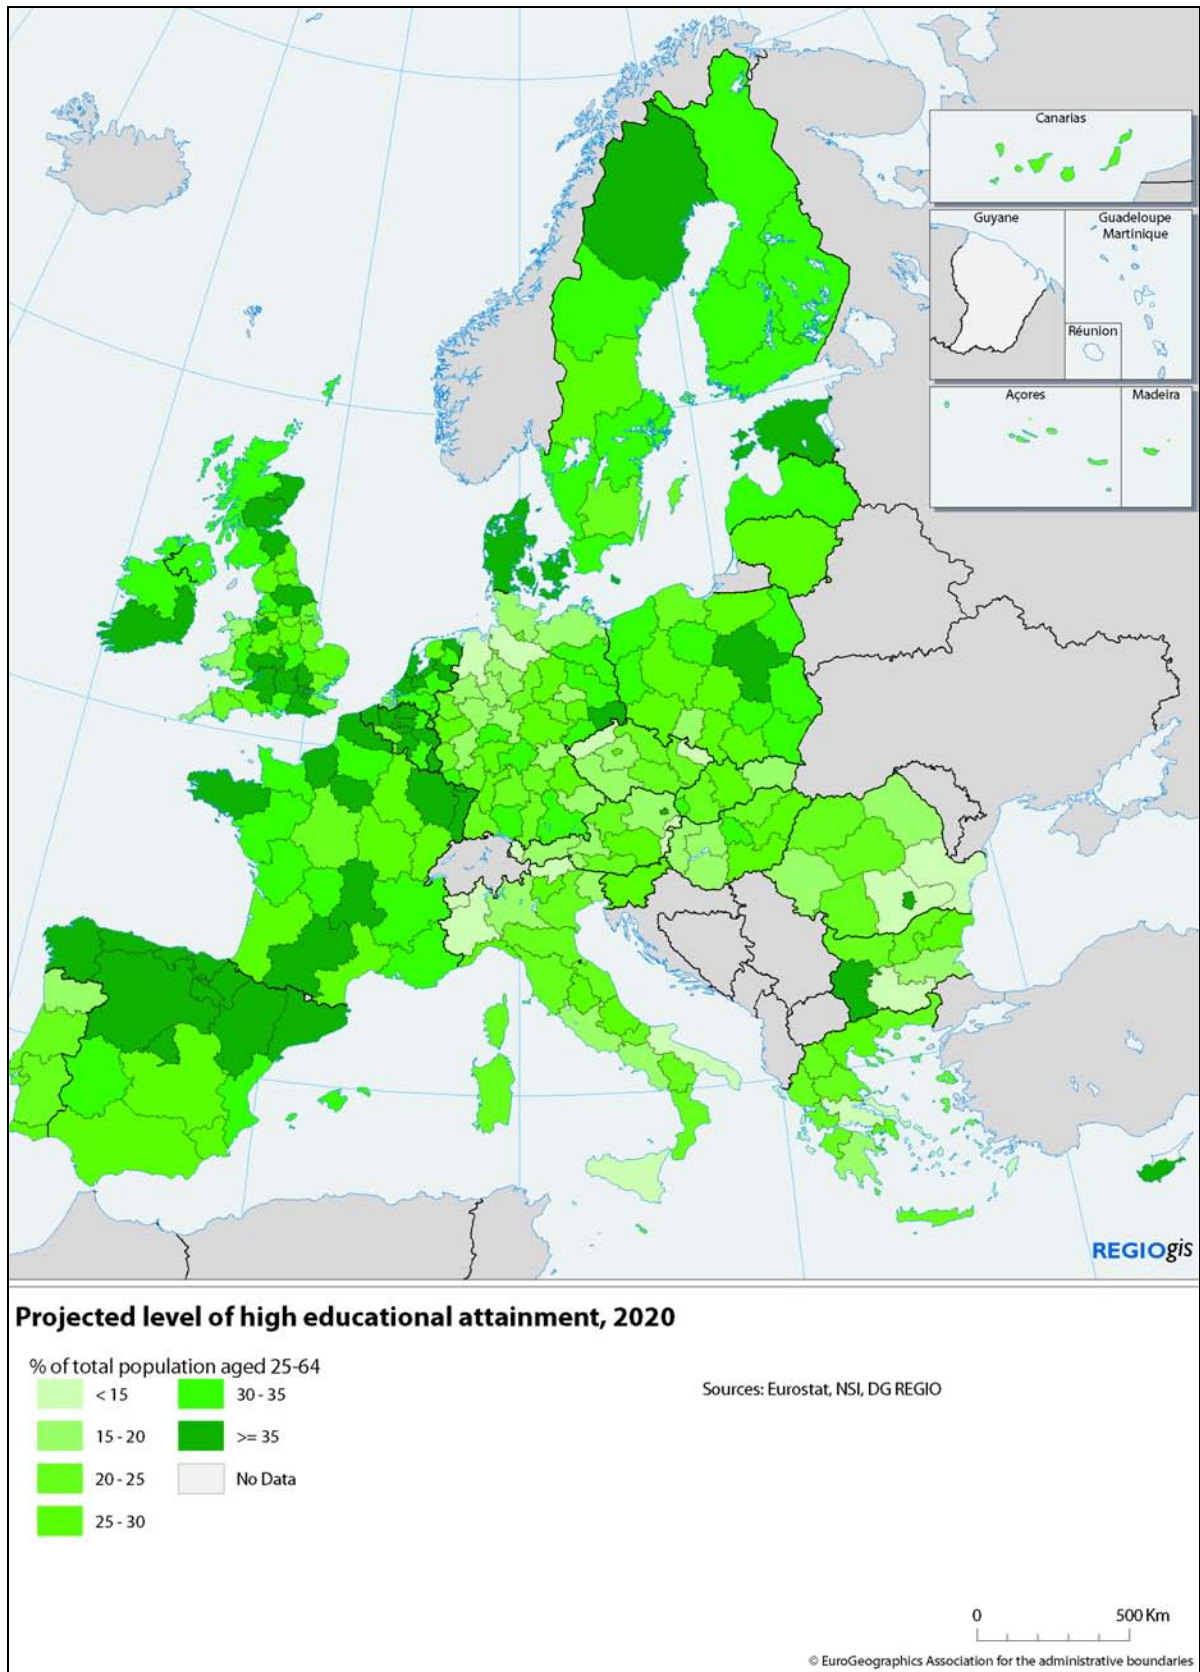 Canarias
Guyane
Guadeloupe
Martinique
Réunion
Açores
Madeira
REGIOgis
Projected level of high educational attainment, 2020
% of total population aged 25-64
< 15
30 - 35
15 - 20
>= 35
20 - 25
No Data
25 - 30
Sources: Eurostat, NSI, DG REGIO
0
500 Km
© EuroGeographics Association for the administrative boundaries